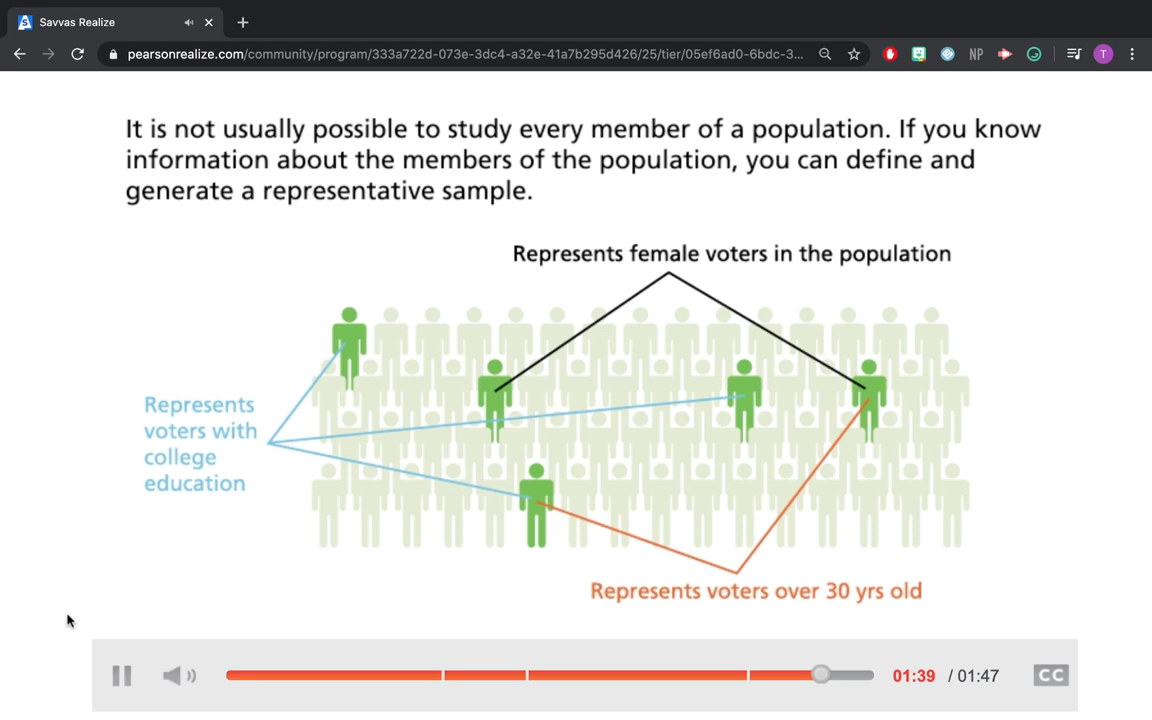 Savvas Realize
pearsonrealize.com/community/program/333a722d-073e-3dc4-a32e-41a7b295d426/25/tier/05ef6ad0-6bdc-3...
NP
T
It is not usually possible to study every member of a population. If you know
information about the members of the population, you can define and
generate a representative sample.
Represents female voters in the population
Represents
voters with
college
education
Represents voters over 30 yrs old
01:39 / 01:47
CC